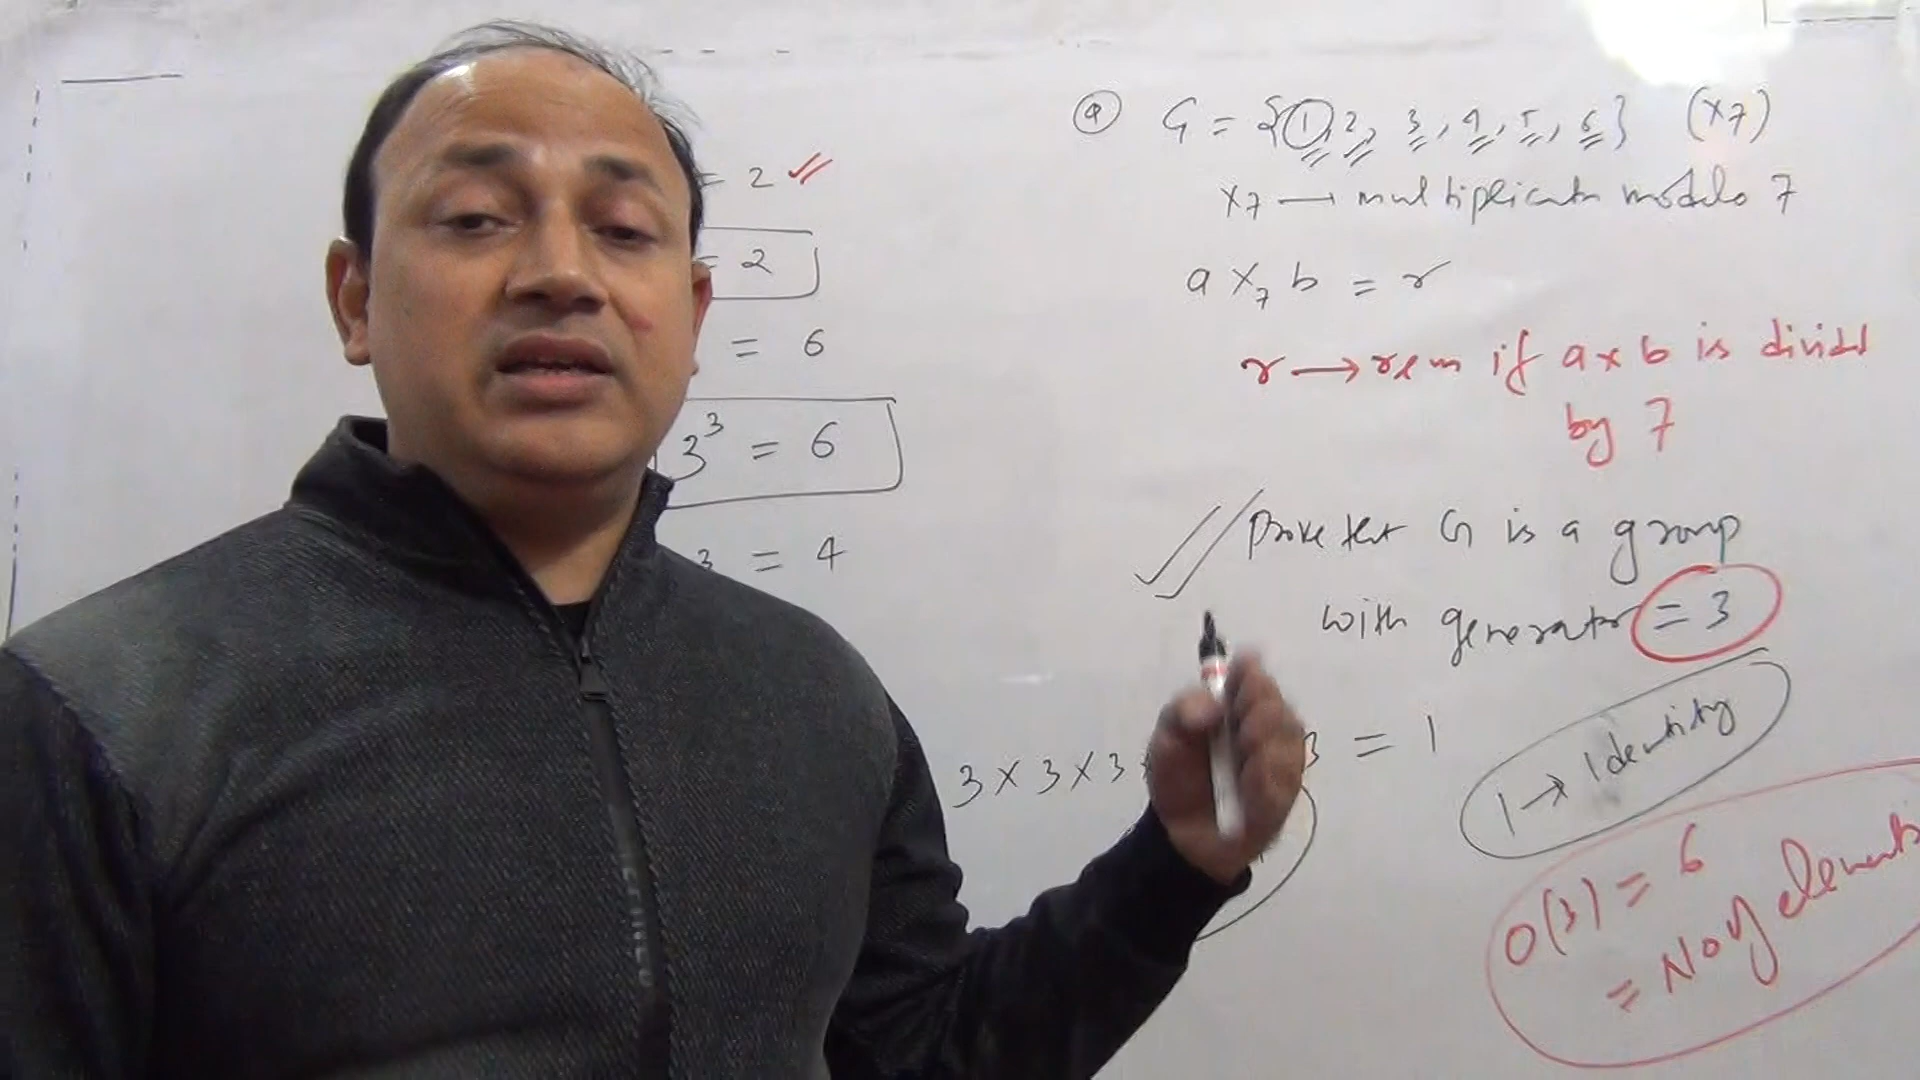 = 2
= 2
= 6
3³ = 6
3 = 4
Q G = {1, 2, 3, 4, 5, 6} (×7)
×7 → multiplicatn modulo 7
a ×₇ b = r
r → rem if a × b is divided
by 7
Prove that G is a group
with generator = 3
3 × 3 × 3 3 = 1
1 → Identity
O(3) = 6
= No of elements